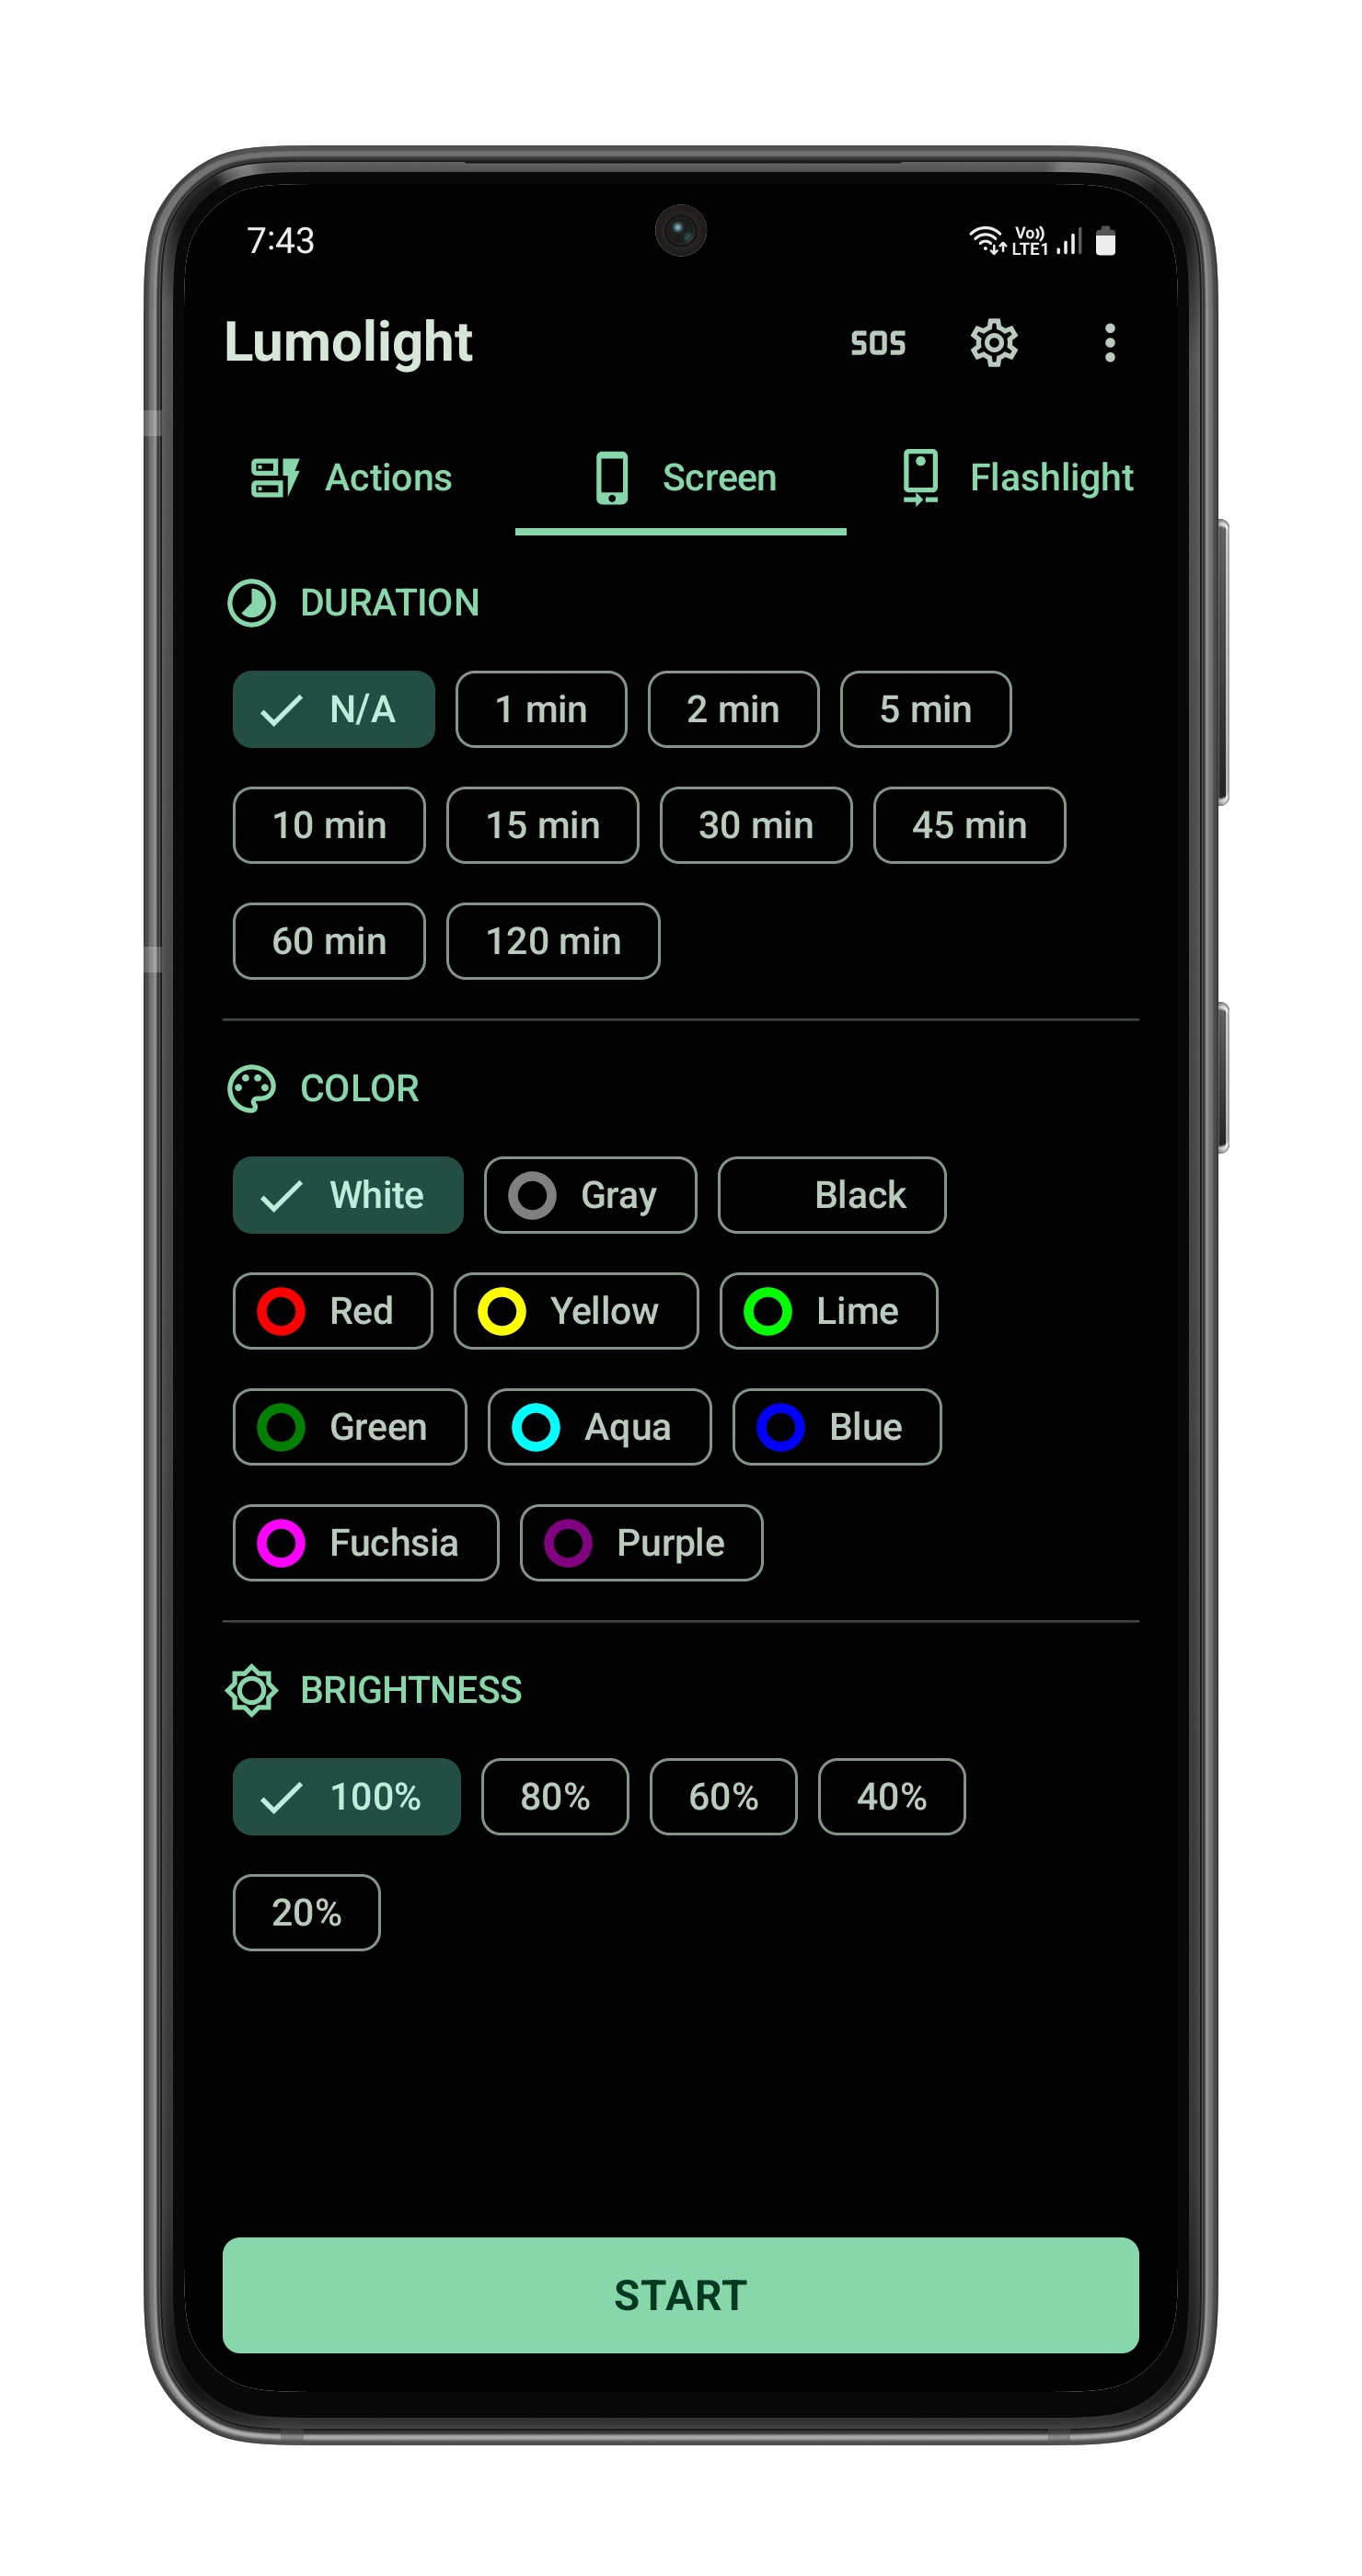 7:43 Vo)) LTE1
Lumolight SOS
Actions Screen Flashlight
DURATION
N/A 1 min 2 min 5 min
10 min 15 min 30 min 45 min
60 min 120 min
COLOR
White Gray Black
Red Yellow Lime
Green Aqua Blue
Fuchsia Purple
BRIGHTNESS
100% 80% 60% 40%
20%
START